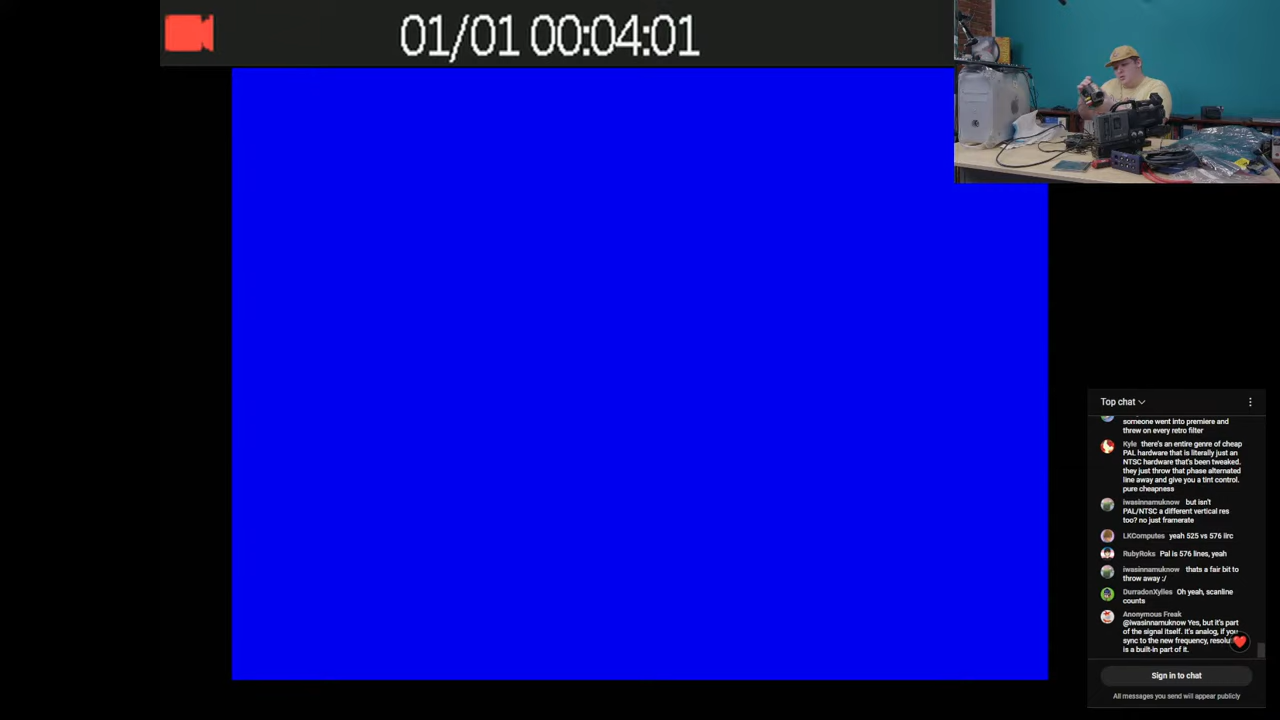 01/01 00:04:01
Top chat
someone went into premiere and
threw on every retro filter
Kyle there's an entire genre of cheap
PAL hardware that is literally just an
NTSC hardware that's been tweaked.
they just throw that phase alternated
line away and give you a tint control.
pure cheapness
iwasinnamuknow but isn't
PAL/NTSC a different vertical res
too? no just framerate
LKComputes yeah 525 vs 576 iirc
RubyRoks Pal is 576 lines, yeah
iwasinnamuknow thats a fair bit to
throw away :/
DurradonXylles Oh yeah, scanline
counts
Anonymous Freak
@iwasinnamuknow Yes, but it's part
of the signal itself. It's analog, if you
sync to the new frequency,
is a built-in part of it.
Sign in to chat
All messages you send will appear publicly